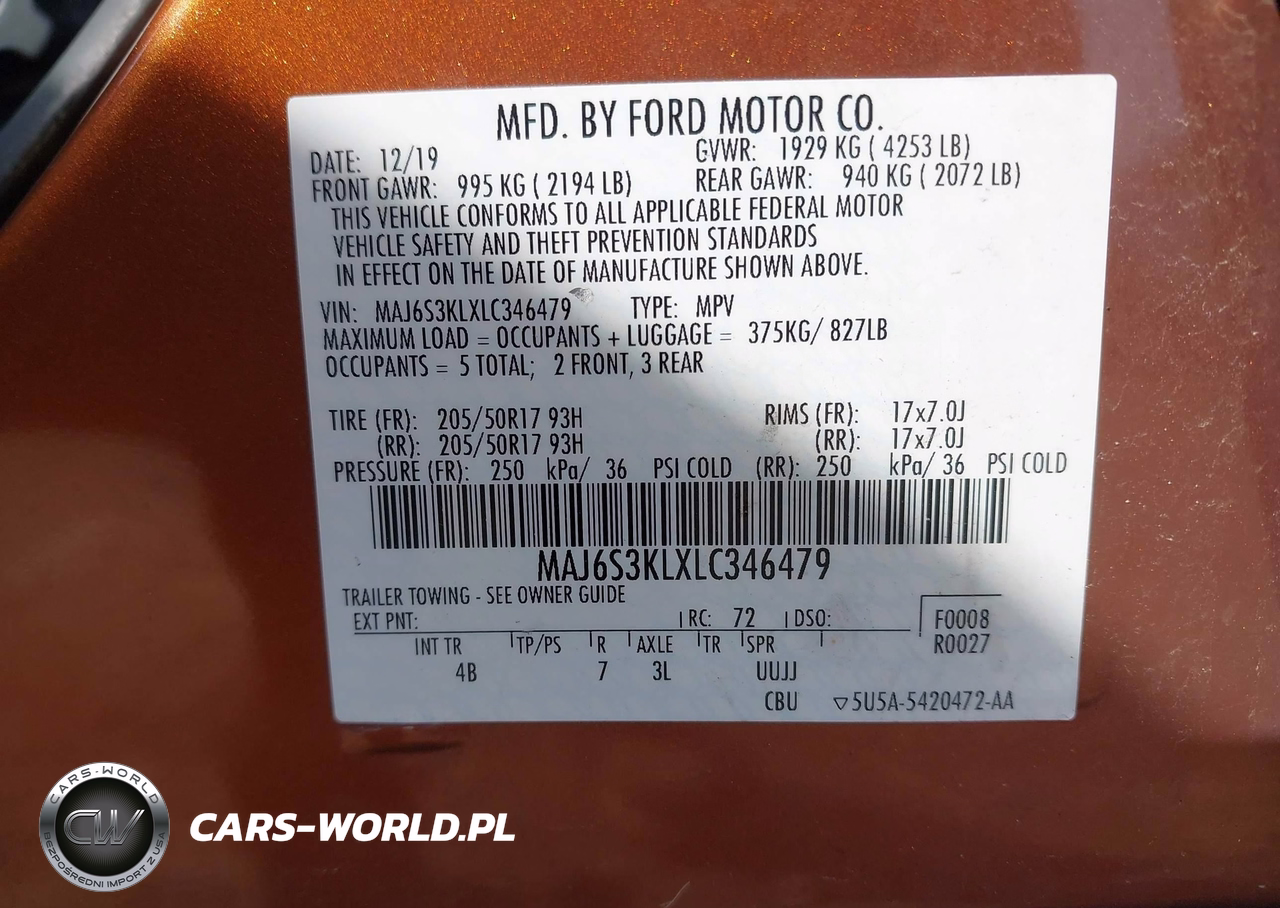 MFD. BY FORD MOTOR CO.
DATE: 12/19 GVWR: 1929 KG ( 4253 LB)
FRONT GAWR: 995 KG ( 2194 LB) REAR GAWR: 940 KG ( 2072 LB)
THIS VEHICLE CONFORMS TO ALL APPLICABLE FEDERAL MOTOR
VEHICLE SAFETY AND THEFT PREVENTION STANDARDS
IN EFFECT ON THE DATE OF MANUFACTURE SHOWN ABOVE.
VIN: MAJ6S3KLXLC346479 TYPE: MPV
MAXIMUM LOAD = OCCUPANTS + LUGGAGE = 375KG/ 827LB
OCCUPANTS = 5 TOTAL; 2 FRONT, 3 REAR
TIRE (FR): 205/50R17 93H RIMS (FR): 17x7.0J
(RR): 205/50R17 93H (RR): 17x7.0J
PRESSURE (FR): 250 kPa/ 36 PSI COLD (RR): 250 kPa/ 36 PSI COLD
MAJ6S3KLXLC346479
TRAILER TOWING - SEE OWNER GUIDE
EXT PNT: RC: 72 DSO: F0008
INT TR TP/PS R AXLE TR SPR R0027
4B 7 3L UUJJ
CBU ▽5U5A-5420472-AA
CARS-WORLD
CW
BEZPOŚREDNI IMPORT Z USA
CARS-WORLD.PL